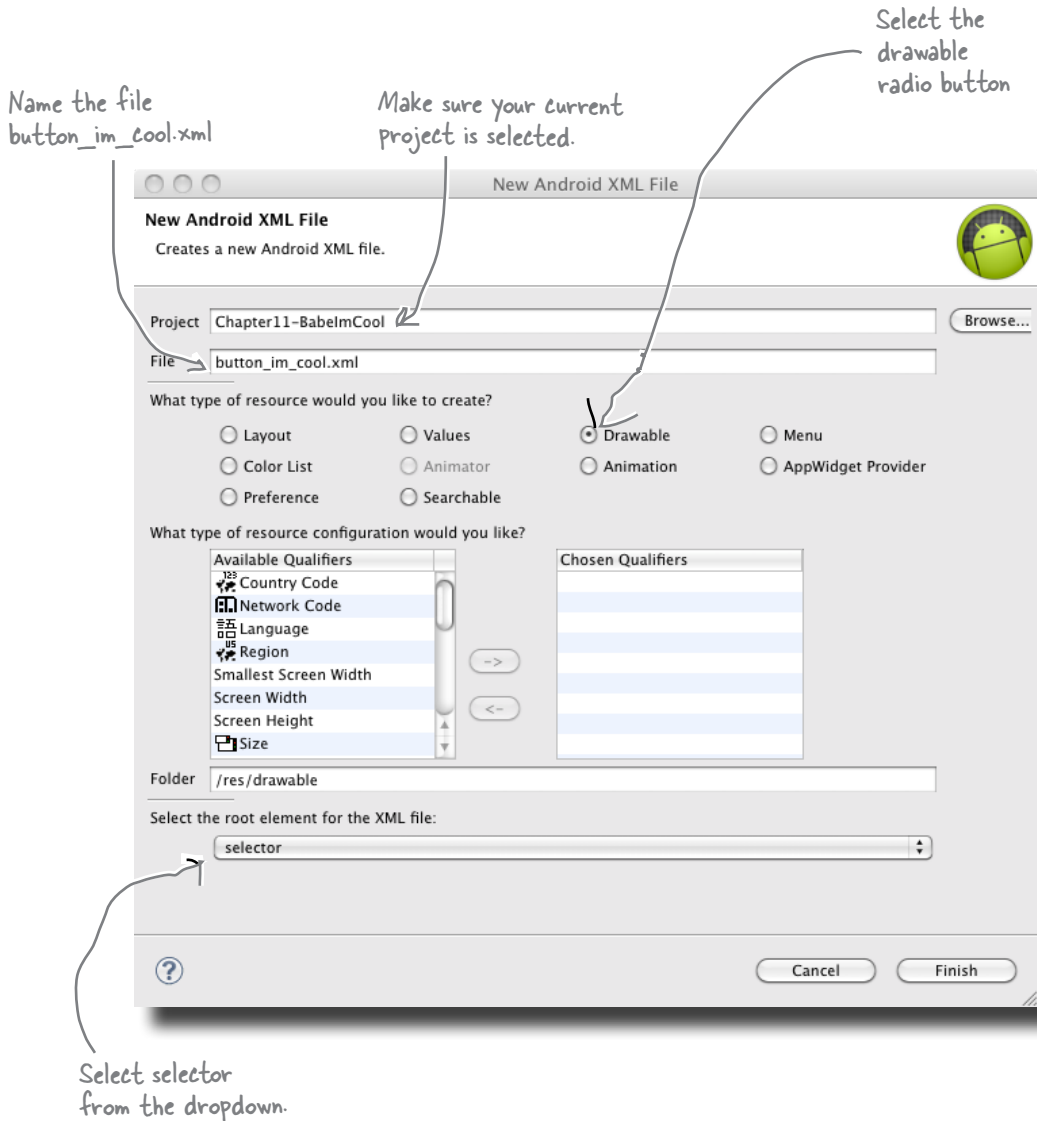 Select the
drawable
radio button
Name the file
button_im_cool.xml
Make sure your current
project is selected.
New Android XML File
New Android XML File
Creates a new Android XML file.
Project Chapter11-BabeImCool Browse...
File button_im_cool.xml
What type of resource would you like to create?
Layout Values Drawable Menu
Color List Animator Animation AppWidget Provider
Preference Searchable
What type of resource configuration would you like?
Available Qualifiers Chosen Qualifiers
123 Country Code
Network Code
言五 語 Language
US Region
Smallest Screen Width
Screen Width
Screen Height
Size
->
<-
Folder /res/drawable
Select the root element for the XML file:
selector
? Cancel Finish
Select selector
from the dropdown.